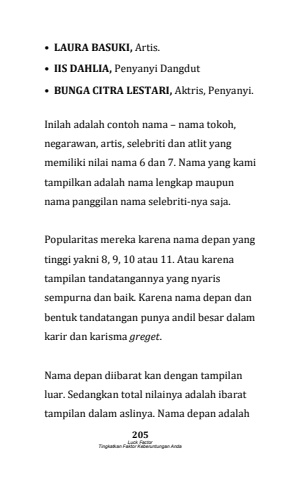 • LAURA BASUKI, Artis.
• IIS DAHLIA, Penyanyi Dangdut
• BUNGA CITRA LESTARI, Aktris, Penyanyi.
Inilah adalah contoh nama – nama tokoh,
negarawan, artis, selebriti dan atlit yang
memiliki nilai nama 6 dan 7. Nama yang kami
tampilkan adalah nama lengkap maupun
nama panggilan nama selebriti-nya saja.
Popularitas mereka karena nama depan yang
tinggi yakni 8, 9, 10 atau 11. Atau karena
tampilan tandatangannya yang nyaris
sempurna dan baik. Karena nama depan dan
bentuk tandatangan punya andil besar dalam
karir dan karisma greget.
Nama depan diibarat kan dengan tampilan
luar. Sedangkan total nilainya adalah ibarat
tampilan dalam aslinya. Nama depan adalah
205
Luck Factor
Tingkatkan Faktor Keberuntungan Anda